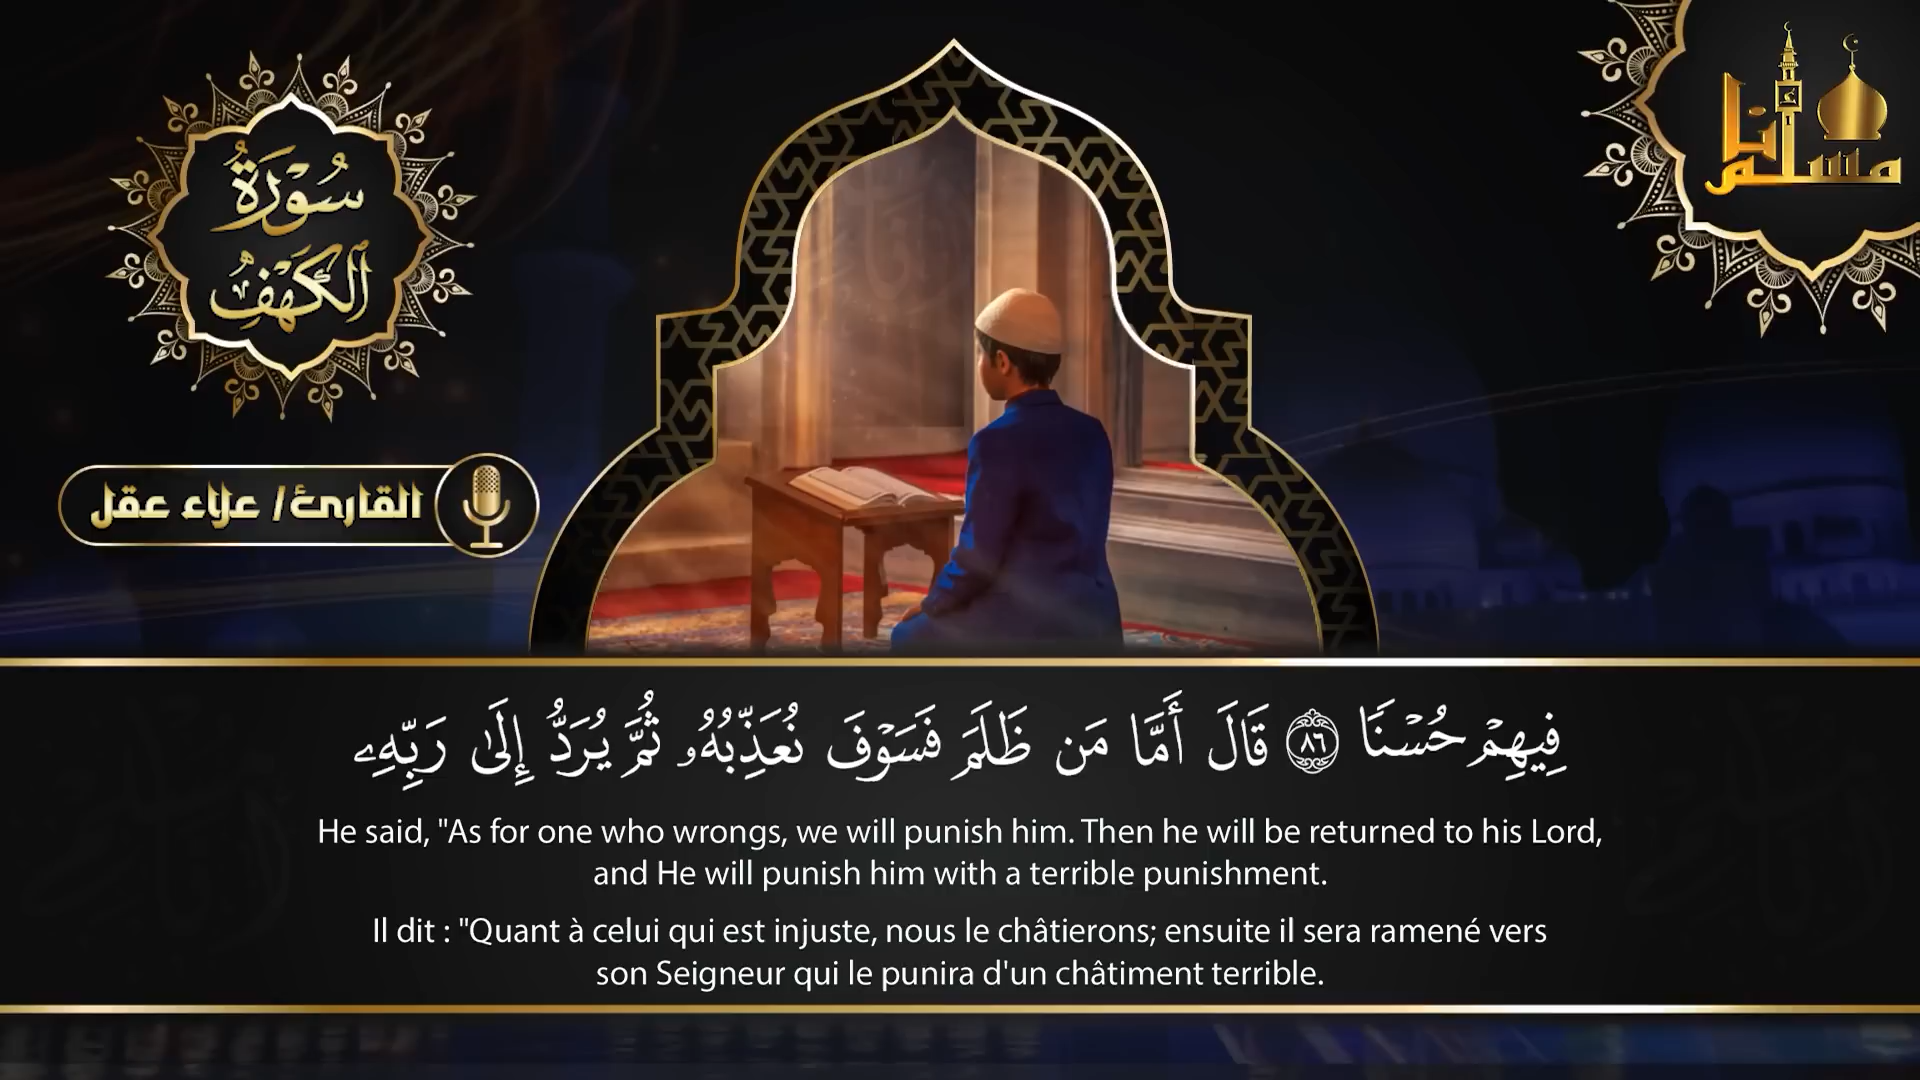 سُورَةُ
الكَهْفِ
أنا مسلم
القارئ/ علاء عقل
فِيهِمْ حُسْنًا ٨٦ قَالَ أَمَّا مَن ظَلَمَ فَسَوْفَ نُعَذِّبُهُۥ ثُمَّ يُرَدُّ إِلَىٰ رَبِّهِۦ
He said, "As for one who wrongs, we will punish him. Then he will be returned to his Lord,
and He will punish him with a terrible punishment.
Il dit : "Quant à celui qui est injuste, nous le châtierons; ensuite il sera ramené vers
son Seigneur qui le punira d'un châtiment terrible.